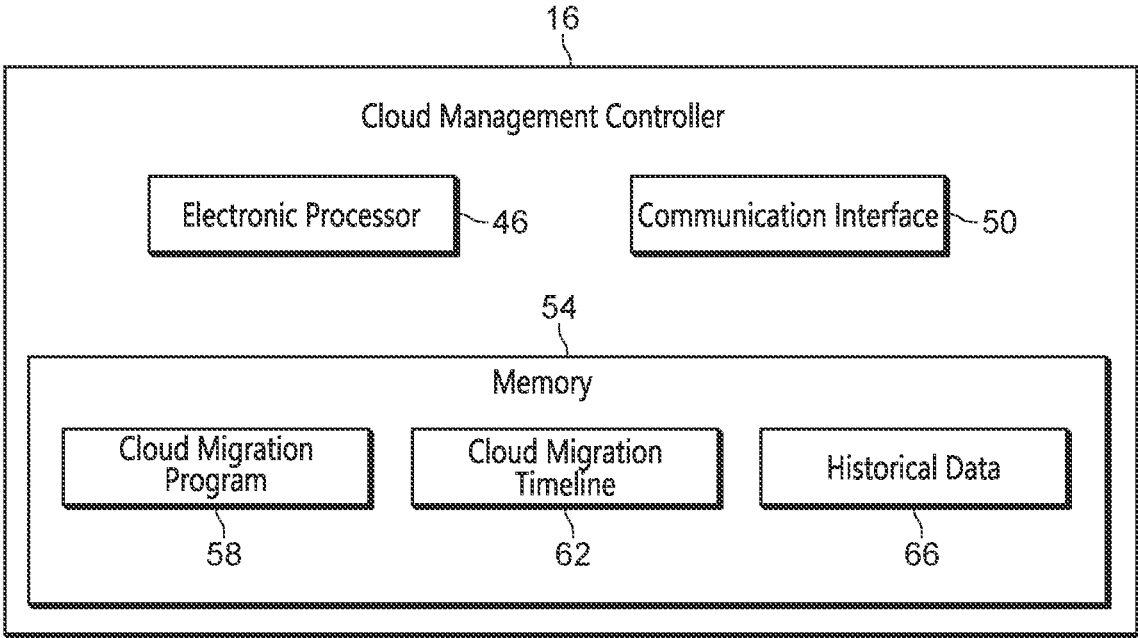 16
Cloud Management Controller
Electronic Processor
46
Communication Interface
50
54
Memory
Cloud Migration
Program
Cloud Migration
Timeline
Historical Data
58
62
66